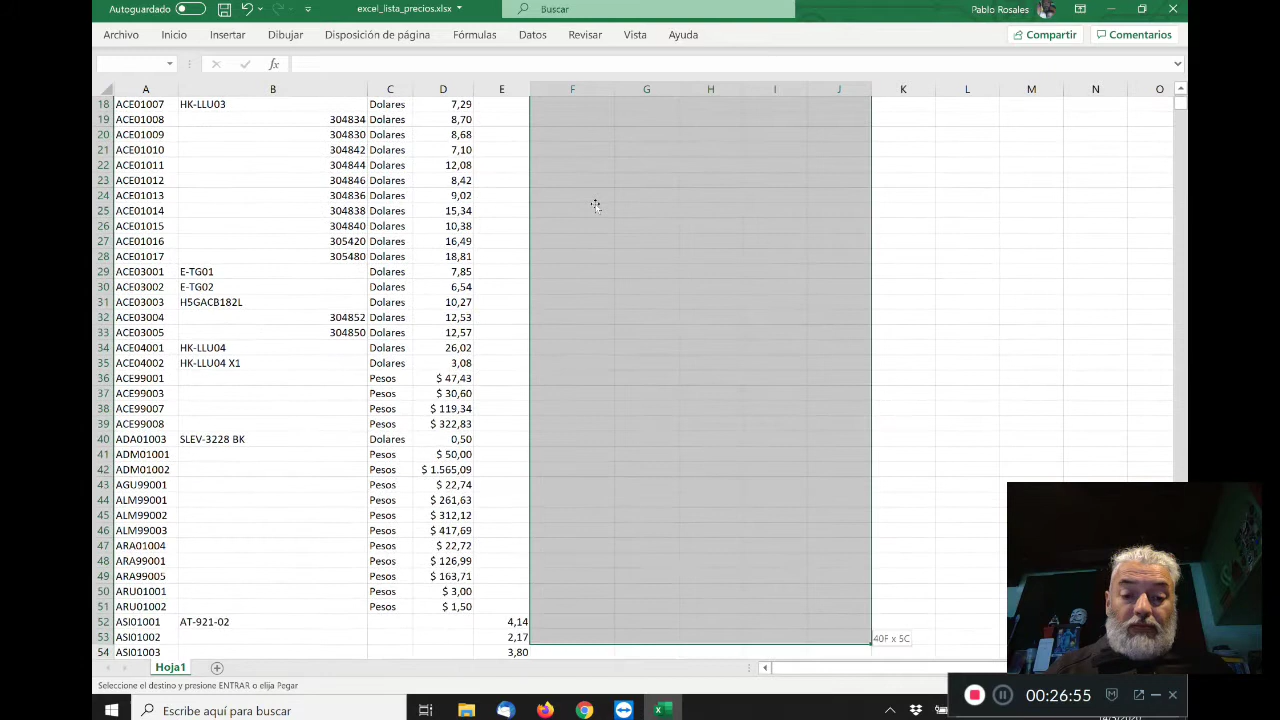 Autoguardado
excel_lista_precios.xlsx
Buscar
Pablo Rosales
Archivo Inicio Insertar Dibujar Disposición de página Fórmulas Datos Revisar Vista Ayuda Compartir Comentarios
fx
A B C D E F G H I J K L M N O
18 ACE01007 HK-LLU03 Dolares 7,29
19 ACE01008 304834 Dolares 8,70
20 ACE01009 304830 Dolares 8,68
21 ACE01010 304842 Dolares 7,10
22 ACE01011 304844 Dolares 12,08
23 ACE01012 304846 Dolares 8,42
24 ACE01013 304836 Dolares 9,02
25 ACE01014 304838 Dolares 15,34
26 ACE01015 304840 Dolares 10,38
27 ACE01016 305420 Dolares 16,49
28 ACE01017 305480 Dolares 18,81
29 ACE03001 E-TG01 Dolares 7,85
30 ACE03002 E-TG02 Dolares 6,54
31 ACE03003 H5GACB182L Dolares 10,27
32 ACE03004 304852 Dolares 12,53
33 ACE03005 304850 Dolares 12,57
34 ACE04001 HK-LLU04 Dolares 26,02
35 ACE04002 HK-LLU04 X1 Dolares 3,08
36 ACE99001 Pesos $ 47,43
37 ACE99003 Pesos $ 30,60
38 ACE99007 Pesos $ 119,34
39 ACE99008 Pesos $ 322,83
40 ADA01003 SLEV-3228 BK Dolares 0,50
41 ADM01001 Pesos $ 50,00
42 ADM01002 Pesos $ 1.565,09
43 AGU99001 Pesos $ 22,74
44 ALM99001 Pesos $ 261,63
45 ALM99002 Pesos $ 312,12
46 ALM99003 Pesos $ 417,69
47 ARA01004 Pesos $ 22,72
48 ARA99001 Pesos $ 126,99
49 ARA99005 Pesos $ 163,71
50 ARU01001 Pesos $ 3,00
51 ARU01002 Pesos $ 1,50
52 ASI01001 AT-921-02 4,14
53 ASI01002 2,17
40F x 5C
54 ASI01003 3,80
Hoja1
Seleccione el destino y presione ENTRAR o elija Pegar
00:26:55
Escribe aquí para buscar